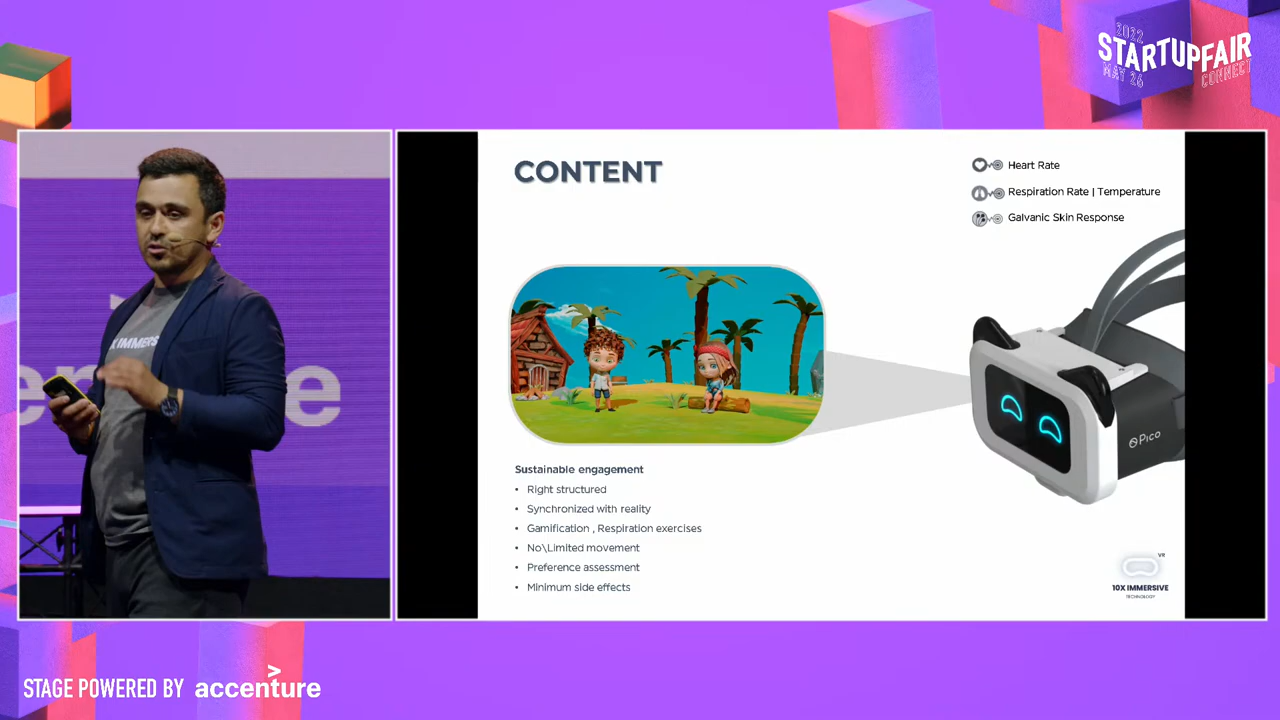 2022
STARTUPFAIR
MAY 26
CONNECT
CONTENT
Heart Rate
Respiration Rate | Temperature
Galvanic Skin Response
X IMMERS
Pico
Sustainable engagement
• Right structured
• Synchronized with reality
• Gamification , Respiration exercises
• No\Limited movement
• Preference assessment
• Minimum side effects
VR
10X IMMERSIVE
TECHNOLOGY
STAGE POWERED BY accenture